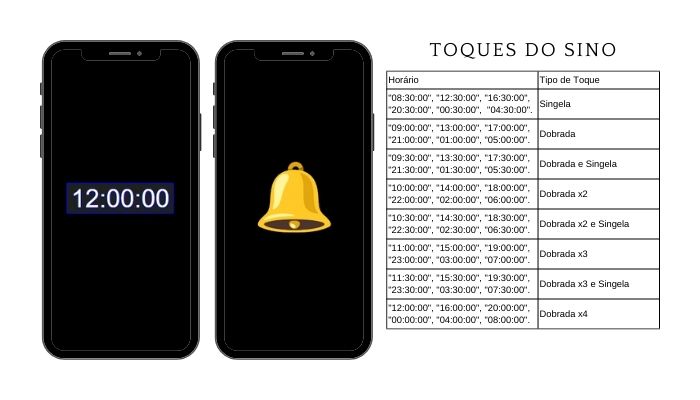 12:00:00
TOQUES DO SINO
Horário Tipo de Toque
"08:30:00", "12:30:00", "16:30:00",
"20:30:00", "00:30:00",  "04:30:00".
Singela
"09:00:00", "13:00:00", "17:00:00",
"21:00:00", "01:00:00", "05:00:00".
Dobrada
"09:30:00", "13:30:00", "17:30:00",
"21:30:00", "01:30:00", "05:30:00".
Dobrada e Singela
"10:00:00", "14:00:00", "18:00:00",
"22:00:00", "02:00:00", "06:00:00".
Dobrada x2
"10:30:00", "14:30:00", "18:30:00",
"22:30:00", "02:30:00", "06:30:00".
Dobrada x2 e Singela
"11:00:00", "15:00:00", "19:00:00",
"23:00:00", "03:00:00", "07:00:00".
Dobrada x3
"11:30:00", "15:30:00", "19:30:00",
"23:30:00", "03:30:00", "07:30:00".
Dobrada x3 e Singela
"12:00:00", "16:00:00", "20:00:00",
"00:00:00", "04:00:00", "08:00:00".
Dobrada x4